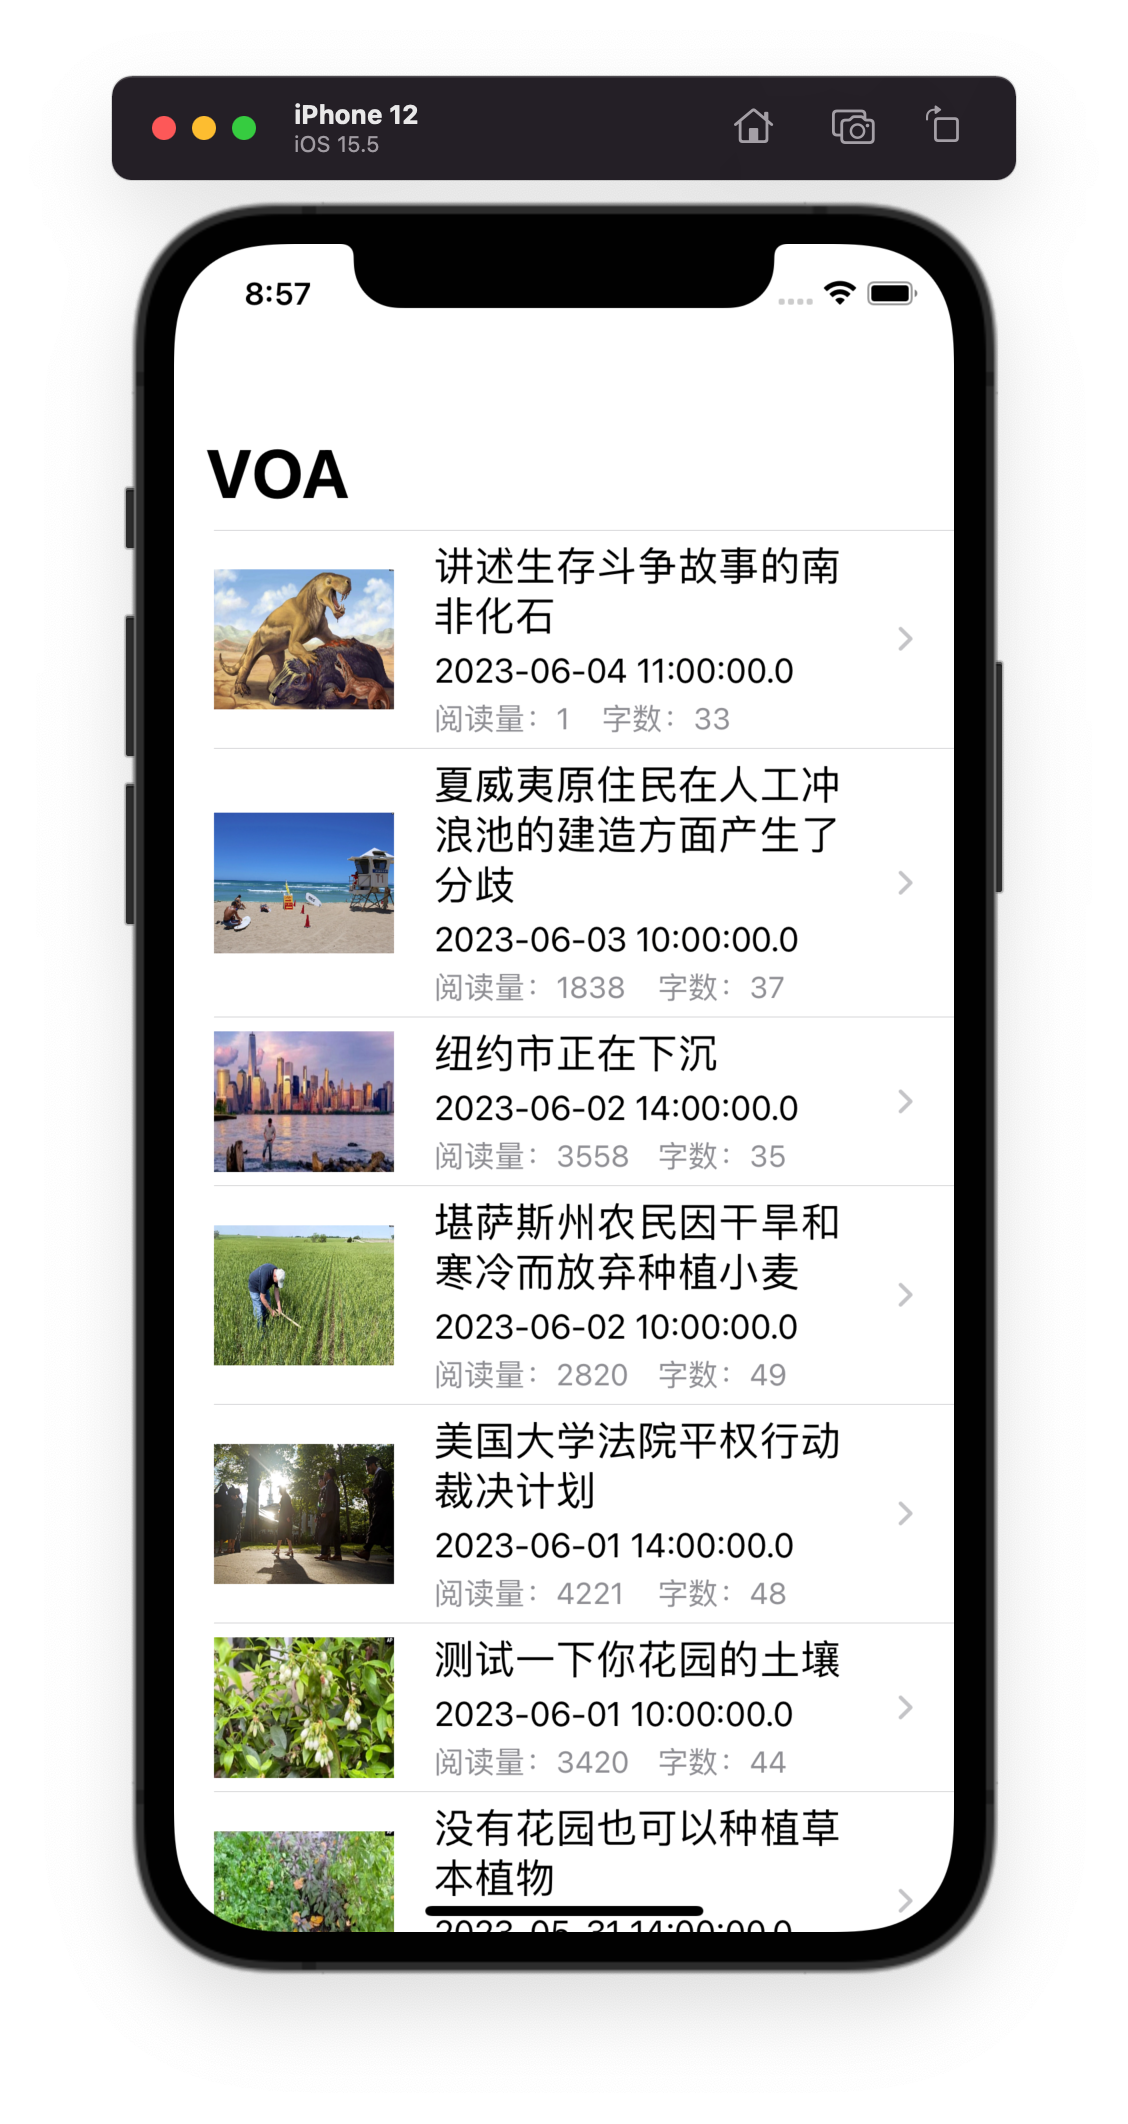 iPhone 12
iOS 15.5
8:57
VOA
讲述生存斗争故事的南
非化石
2023-06-04 11:00:00.0
阅读量：1 字数：33
夏威夷原住民在人工冲
浪池的建造方面产生了
分歧
2023-06-03 10:00:00.0
阅读量：1838 字数：37
纽约市正在下沉
2023-06-02 14:00:00.0
阅读量：3558 字数：35
堪萨斯州农民因干旱和
寒冷而放弃种植小麦
2023-06-02 10:00:00.0
阅读量：2820 字数：49
美国大学法院平权行动
裁决计划
2023-06-01 14:00:00.0
阅读量：4221 字数：48
测试一下你花园的土壤
2023-06-01 10:00:00.0
阅读量：3420 字数：44
没有花园也可以种植草
本植物
2023-05-31 14:00:00.0